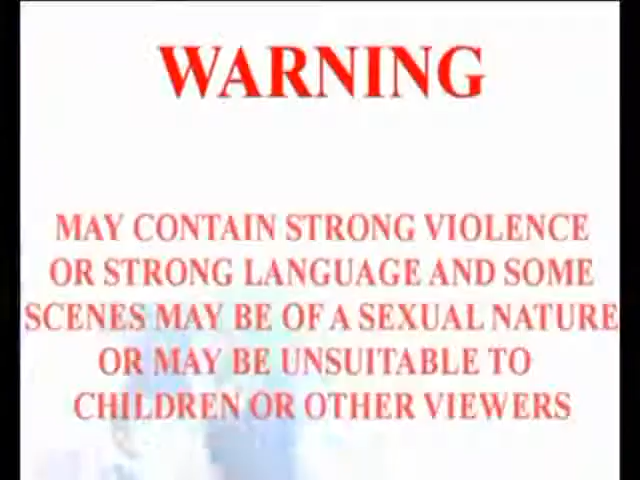 WARNING
MAY CONTAIN STRONG VIOLENCE
OR STRONG LANGUAGE AND SOME
SCENES MAY BE OF A SEXUAL NATURE
OR MAY BE UNSUITABLE TO
CHILDREN OR OTHER VIEWERS